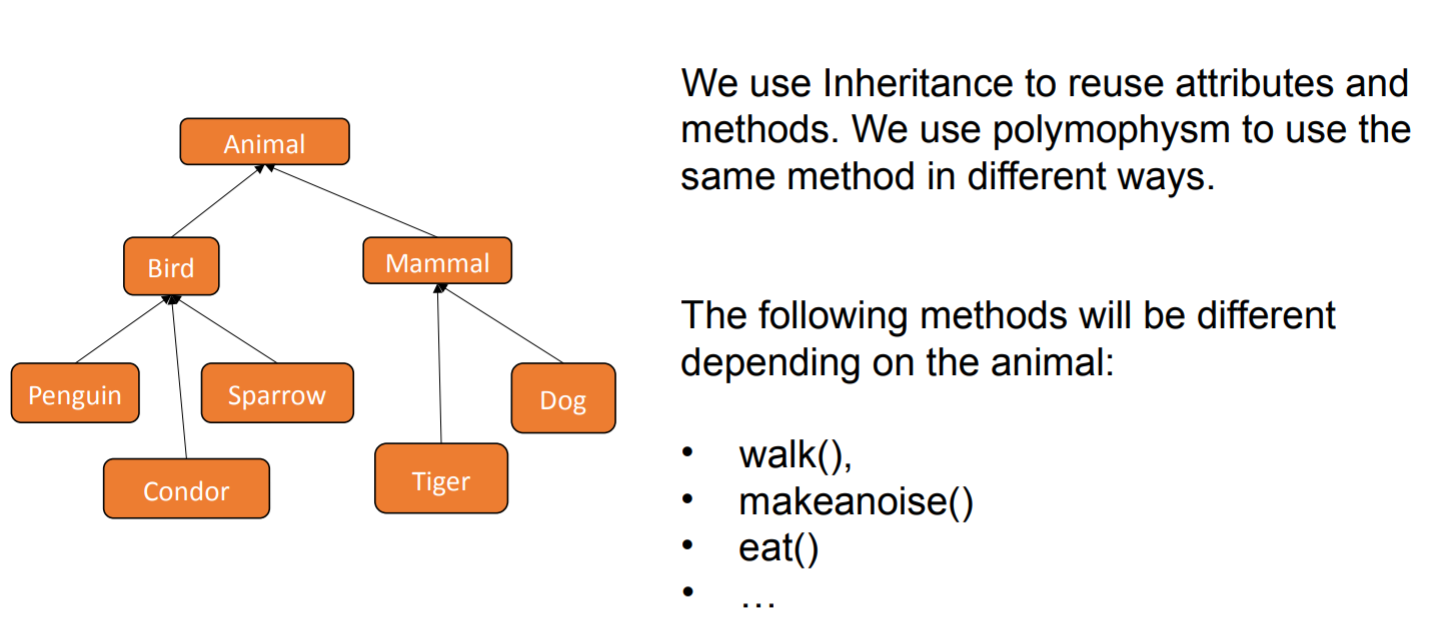 Animal
Bird
Mammal
Penguin
Sparrow
Dog
Condor
Tiger
We use Inheritance to reuse attributes and
methods. We use polymophysm to use the
same method in different ways.
The following methods will be different
depending on the animal:
• walk(),
• makeanoise()
• eat()
• …